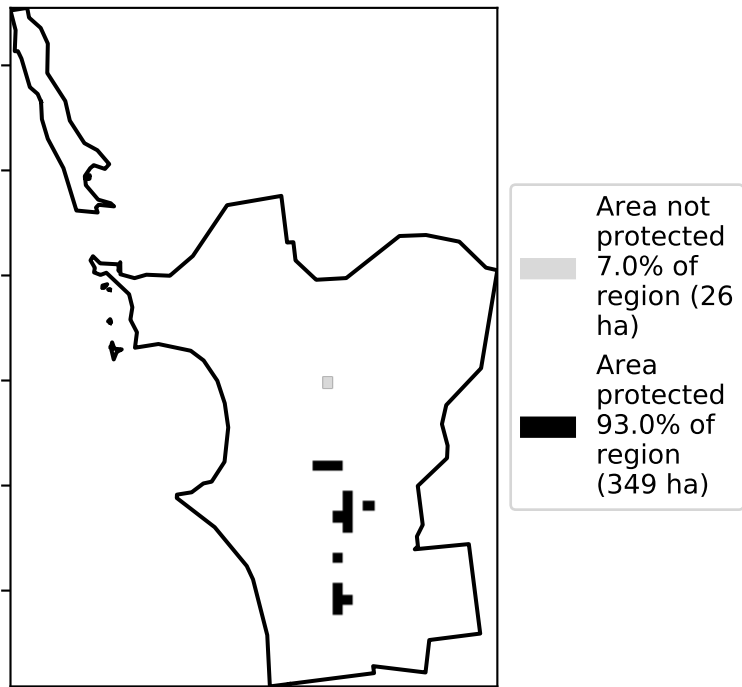 Area not
protected
7.0% of
region (26
ha)
Area
protected
93.0% of
region
(349 ha)